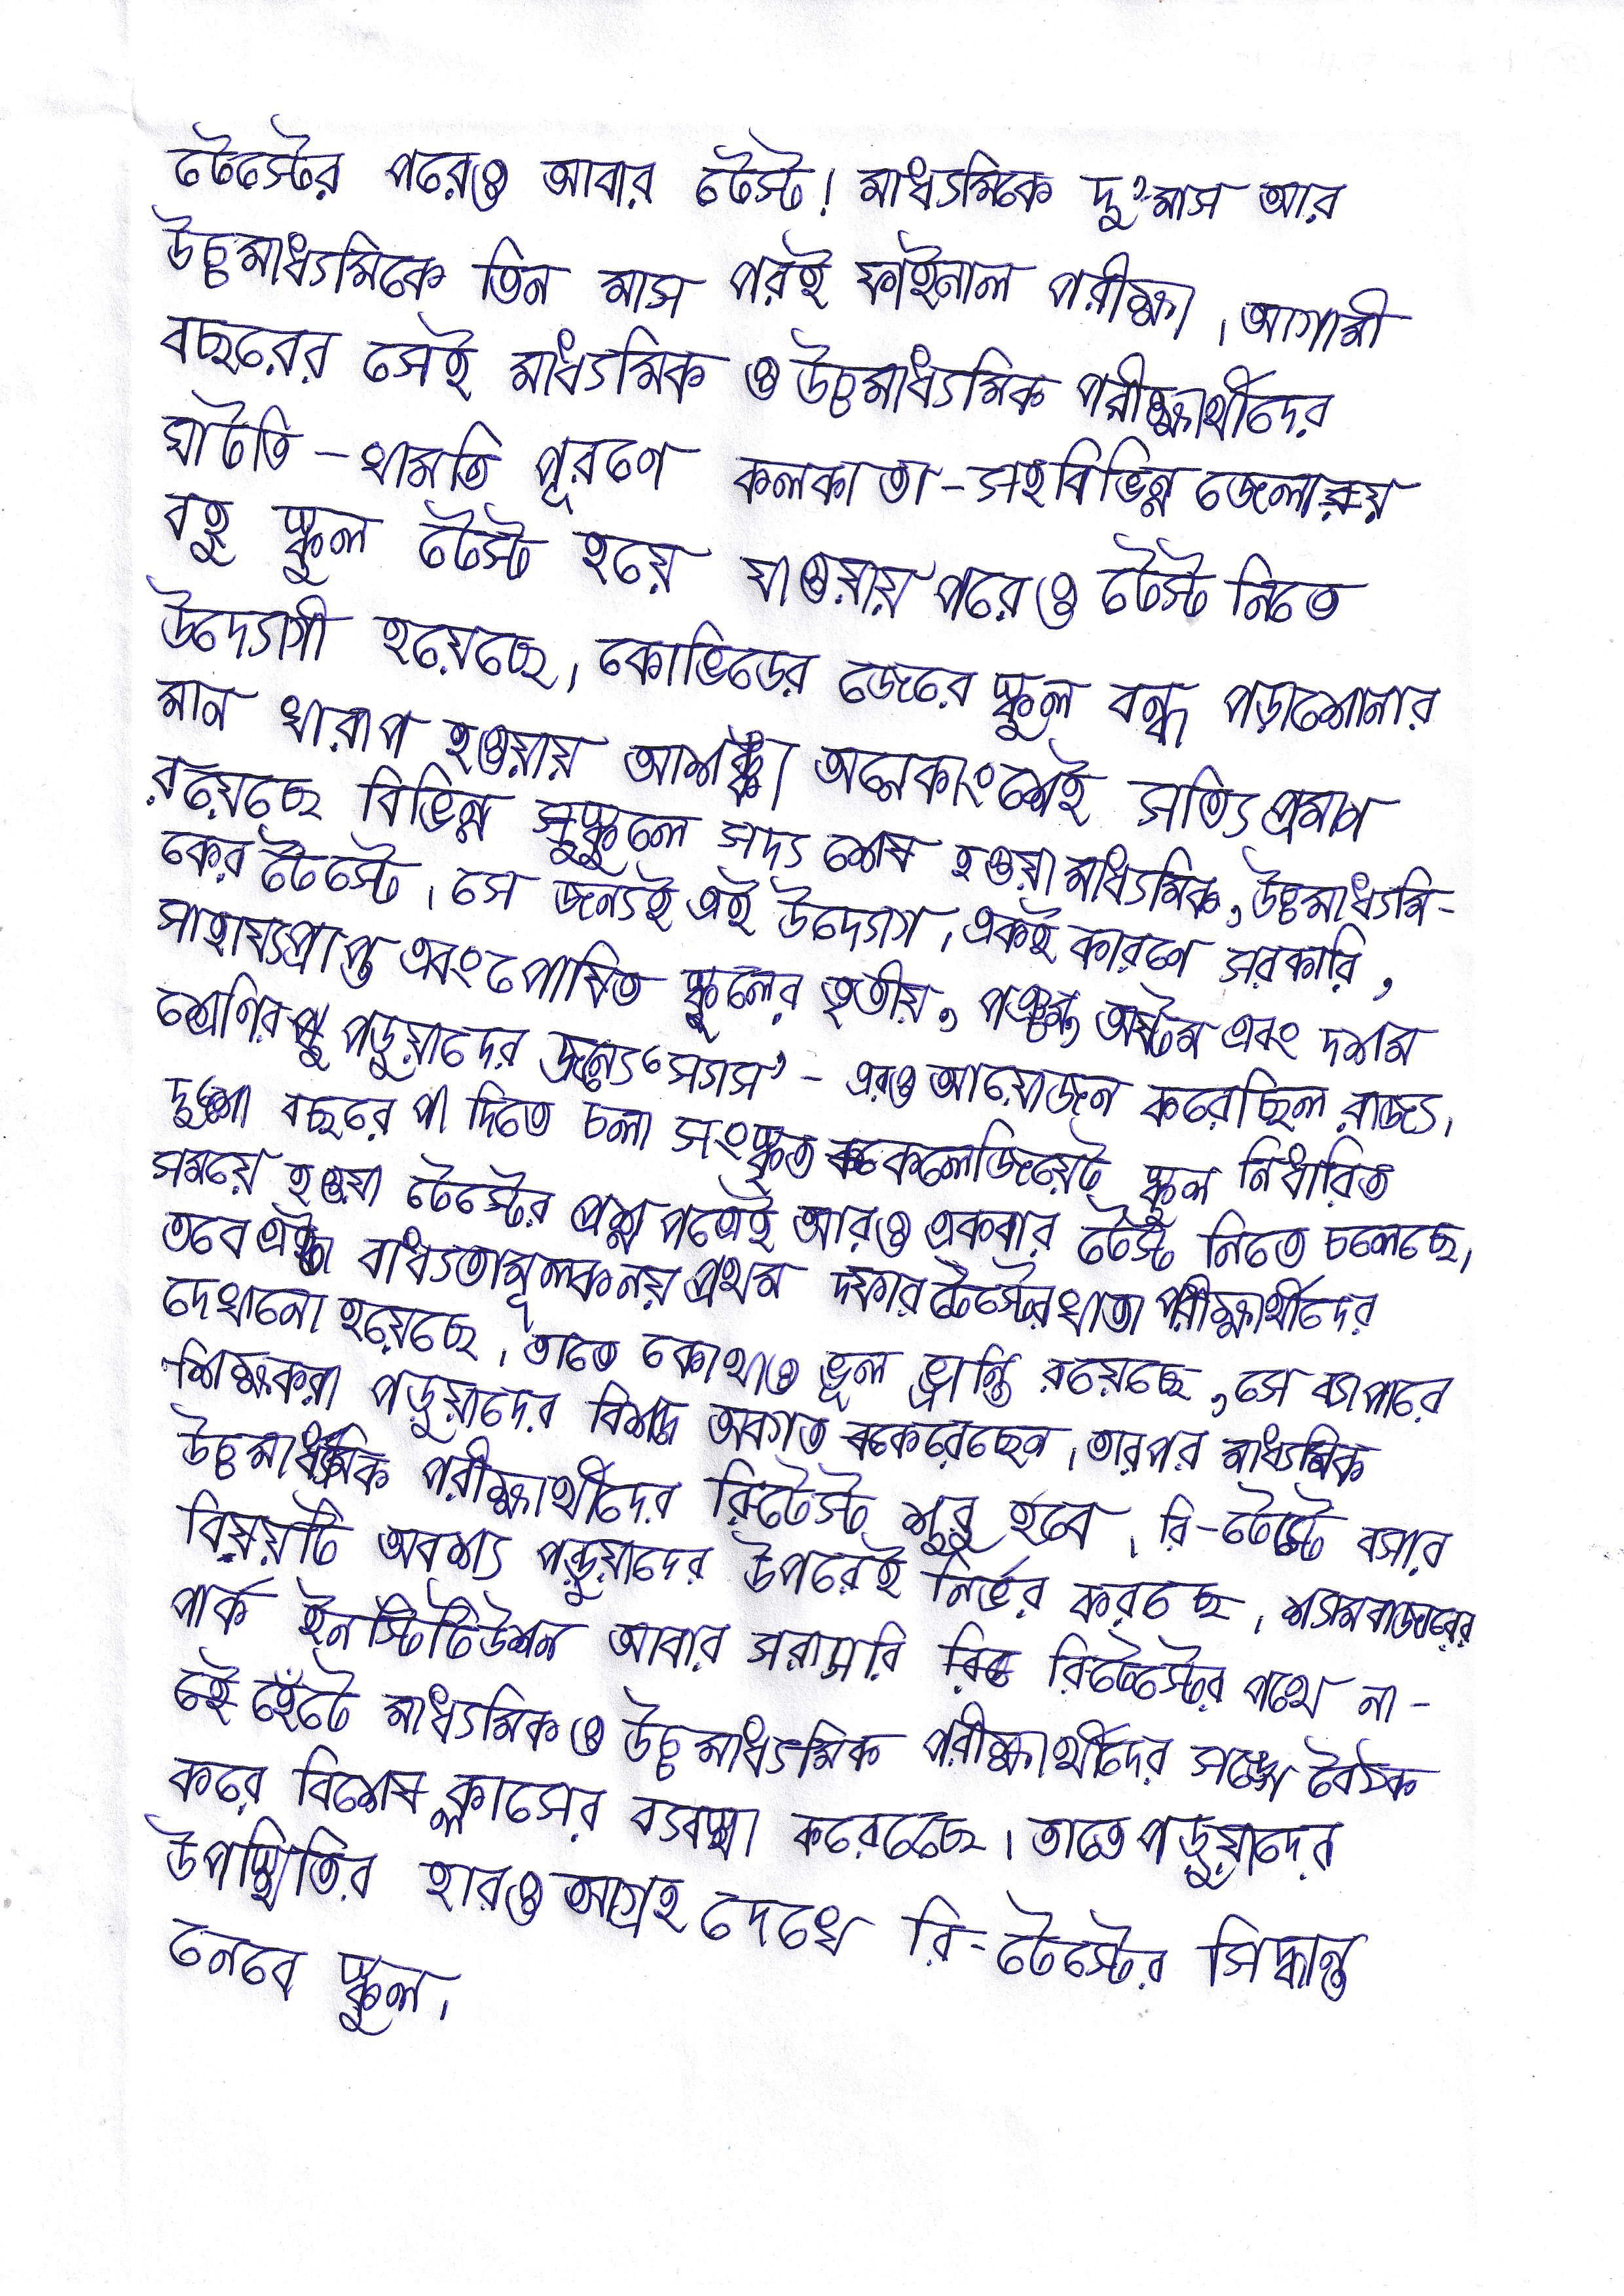 টেস্টের পরেও আবার টেস্ট! মাধ্যমিকে দু'মাস আর
উচ্চমাধ্যমিকে তিন মাস পরই ফাইনাল পরীক্ষা। আগামী
বছরের সেই মাধ্যমিক ও উচ্চমাধ্যমিক পরীক্ষার্থীদের
ঘাটতি - খামতি পূরণে কলকাতা - সহ বিভিন্ন জেলায়
বহু স্কুল টেস্ট হয়ে যাওয়ায় পরেও টেস্ট নিতে
উদ্যোগী হয়েছে। কোভিডের জেরে স্কুল বন্ধ পড়াশোনার
মান খারাপ হওয়ায় আশঙ্কা অনেকাংশেই সত্যি প্রমাণ
রয়েছে বিভিন্ন স্কুলে সদ্য শেষ হওয়া মাধ্যমিক, উচ্চমাধ্যমি-
কের টেস্টে। সে জন্যই এই উদ্যোগ। একই কারণে সরকারি,
সাহায্যপ্রাপ্ত এবং পোষিত স্কুলের তৃতীয়, পঞ্চম, অষ্টম এবং দশম
শ্রেণির পড়ুয়াদের জন্যে 'স্যাস' - এরও আয়োজন করেছিল রাজ্য।
দুশো বছরে পা দিতে চলা সংস্কৃত কলেজিয়েট স্কুল নির্ধারিত
সময়ে হওয়া টেস্টের প্রশ্ন পত্রেই আরও একবার টেস্ট নিতে চলেছে।
তবে এটা বাধ্যতামূলক নয় প্রথম দফার টেস্টের খাতা পরীক্ষার্থীদের
দেখানো হয়েছে। তাতে কোথাও ভূল ভ্রান্তি রয়েছে, সে ব্যাপারে
শিক্ষকরা পড়ুয়াদের বিশদে অবগত করেছেন। তারপর মাধ্যমিক
উচ্চমাধ্যমিক পরীক্ষার্থীদের রিটেস্ট শুরু হবে। রি-টেস্টে বসার
বিষয়টি অবশ্য পড়ুয়াদের উপরেই নির্ভর করছে। শ্যামবাজারের
পার্ক ইনস্টিটিউশন আবার সরাসরি রিটেস্টের পথে না-
হেঁটে মাধ্যমিক ও উচ্চমাধ্যমিক পরীক্ষার্থীদের সঙ্গে বৈঠক
করে বিশেষ ক্লাসের ব্যবস্থা করেছে। তাতে পড়ুয়াদের
উপস্থিতির হার ও আগ্রহ দেখে রি-টেস্টের সিদ্ধান্ত
নেবে স্কুল।